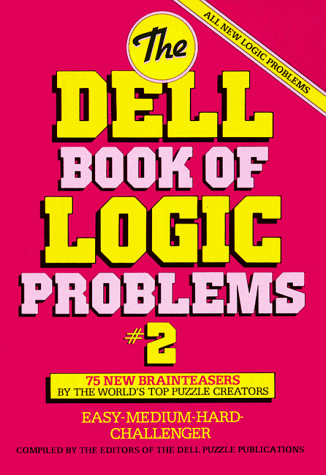 The
ALL NEW LOGIC PROBLEMS
DELL
BOOK OF
LOGIC
PROBLEMS
#2
75 NEW BRAINTEASERS
BY THE WORLD'S TOP PUZZLE CREATORS
EASY-MEDIUM-HARD-
CHALLENGER
COMPILED BY THE EDITORS OF THE DELL PUZZLE PUBLICATIONS